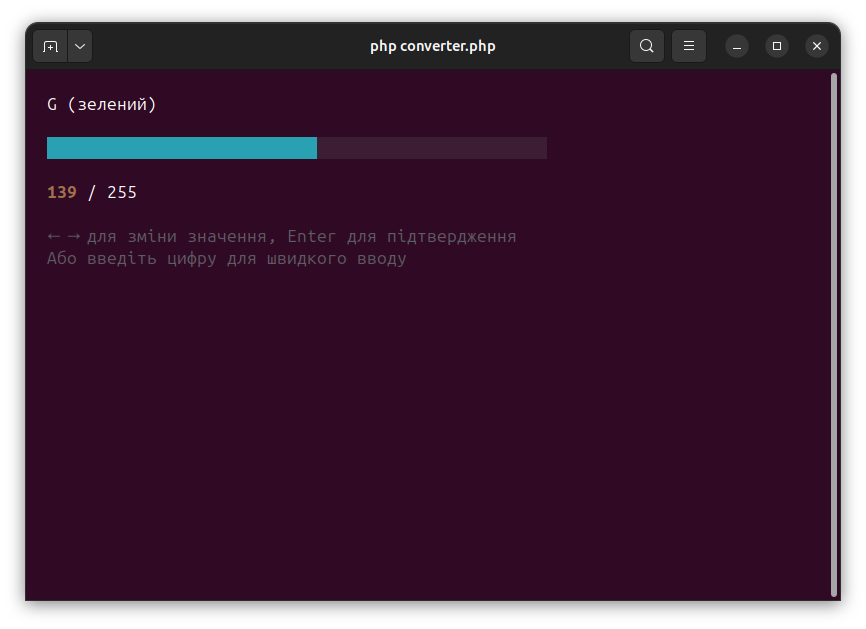 php converter.php
G (зелений)
139 / 255
← → для зміни значення, Enter для підтвердження
Або введіть цифру для швидкого вводу